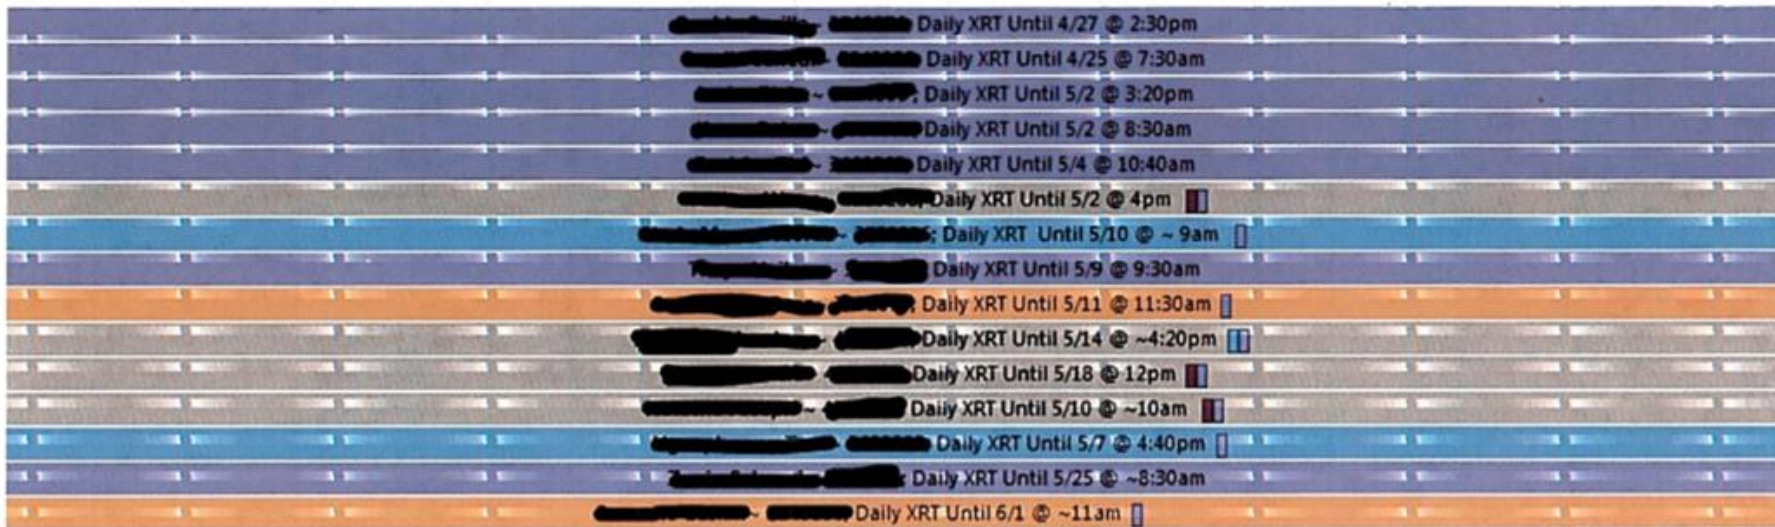 Daily XRT Until 4/27 @ 2:30pm
Daily XRT Until 4/25 @ 7:30am
~ ; Daily XRT Until 5/2 @ 3:20pm
~ Daily XRT Until 5/2 @ 8:30am
~ Daily XRT Until 5/4 @ 10:40am
Daily XRT Until 5/2 @ 4pm
~ ; Daily XRT Until 5/10 @ ~ 9am
Daily XRT Until 5/9 @ 9:30am
Daily XRT Until 5/11 @ 11:30am
Daily XRT Until 5/14 @ ~4:20pm
Daily XRT Until 5/18 @ 12pm
~ Daily XRT Until 5/10 @ ~10am
Daily XRT Until 5/7 @ 4:40pm
Daily XRT Until 5/25 @ ~8:30am
~ Daily XRT Until 6/1 @ ~11am